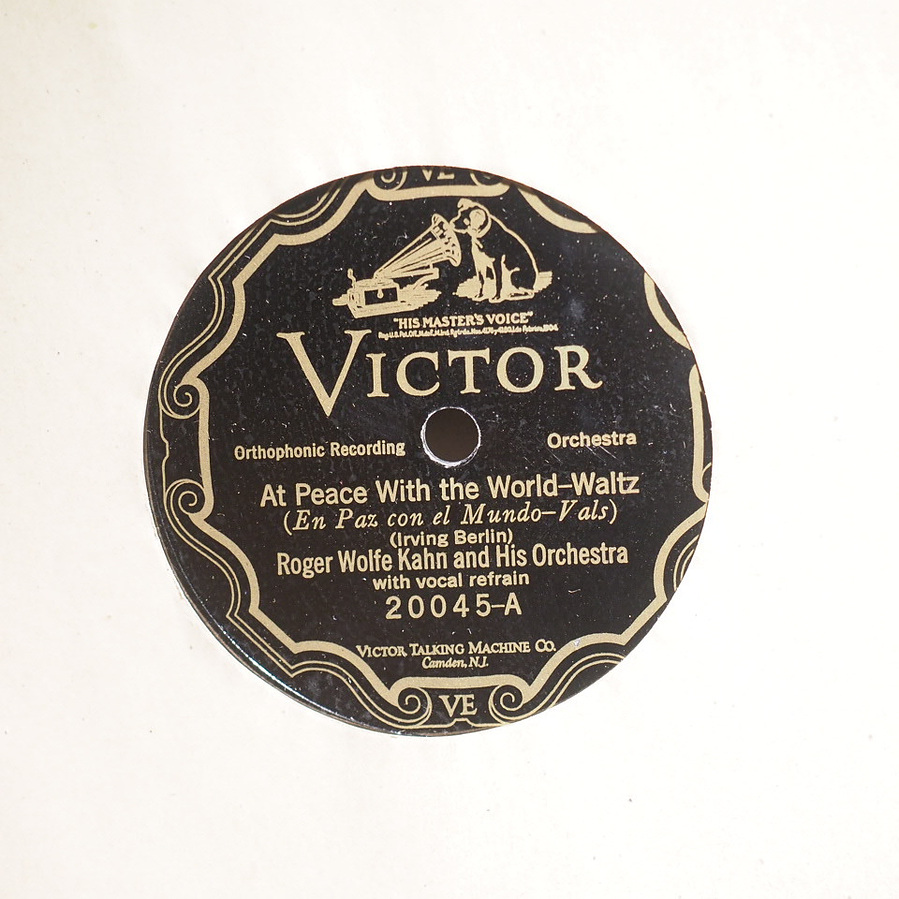 VE
"HIS MASTER'S VOICE"
VICTOR
Orthophonic Recording
Orchestra
At Peace With the World–Waltz
(En Paz con el Mundo–Vals)
(Irving Berlin)
Roger Wolfe Kahn and His Orchestra
with vocal refrain
20045–A
VICTOR TALKING MACHINE CO.
Camden, N.J.
VE